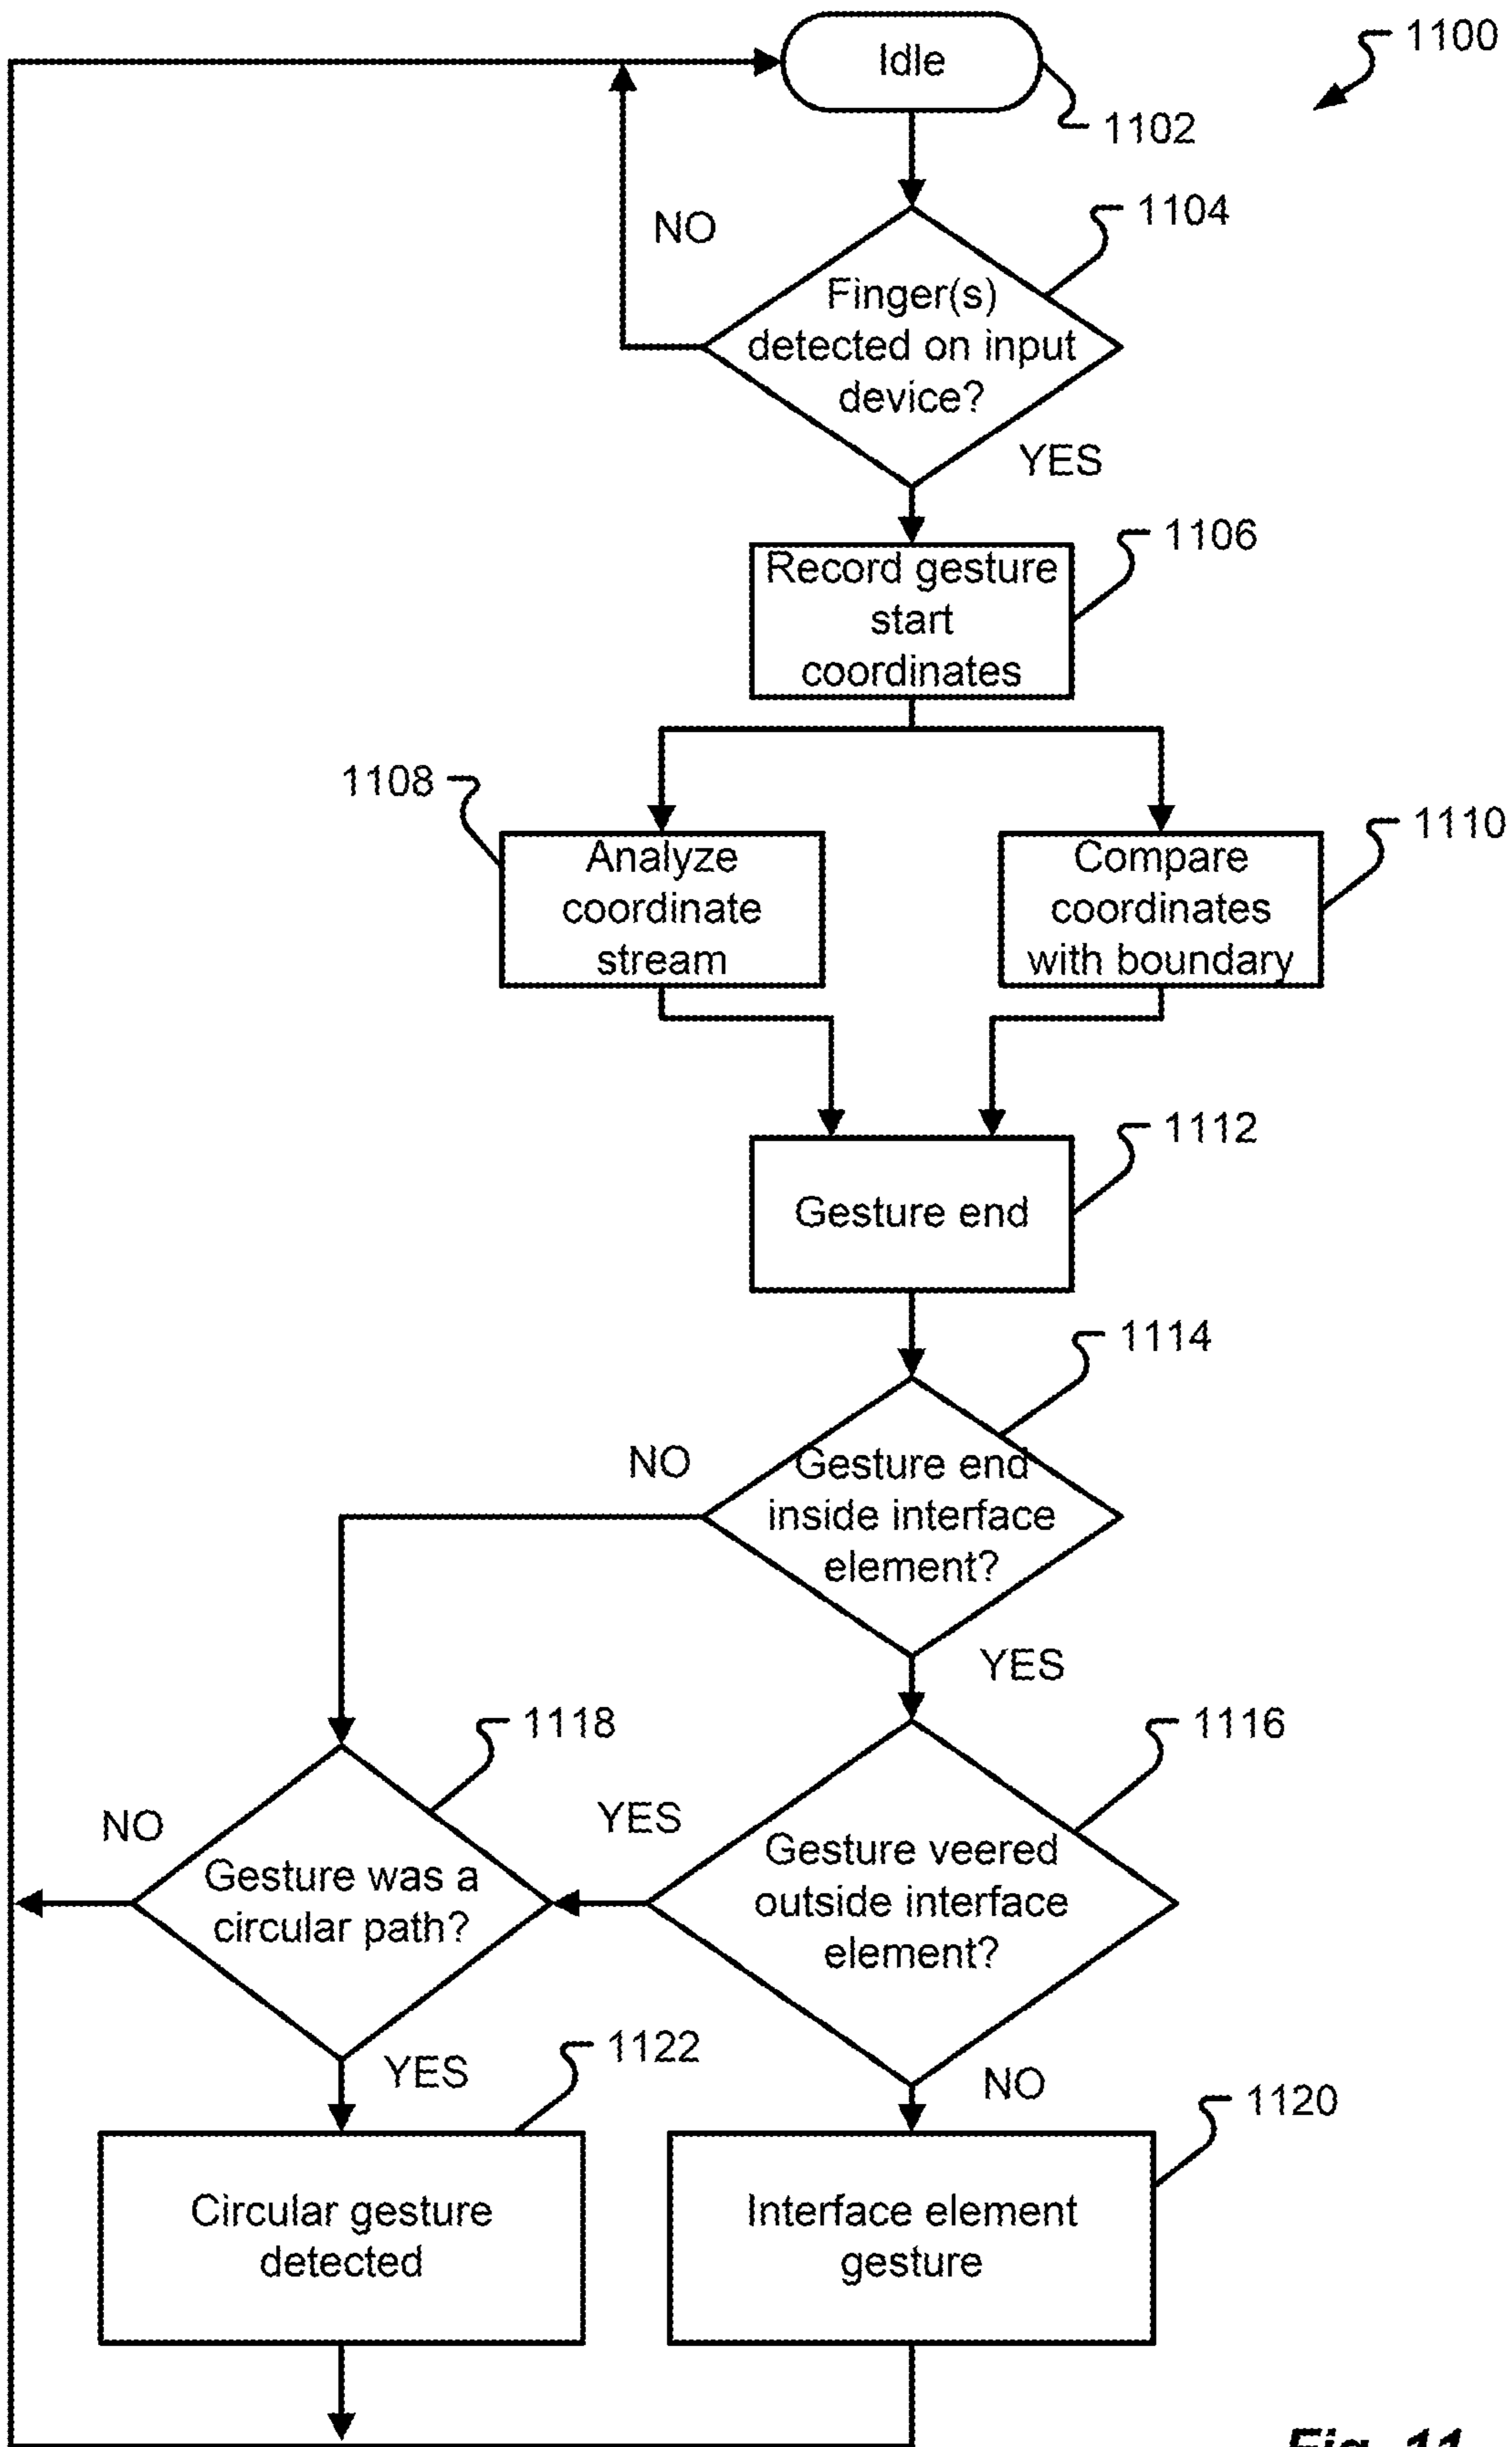 Idle
1100
1102
NO
1104
Finger(s)
detected on input
device?
YES
1106
Record gesture
start
coordinates
1108
1110
Analyze
coordinate
stream
Compare
coordinates
with boundary
1112
Gesture end
1114
NO
Gesture end
inside interface
element?
YES
1118
1116
NO
YES
Gesture was a
circular path?
Gesture veered
outside interface
element?
1122
YES
NO
1120
Circular gesture
detected
Interface element
gesture
Fig. 11